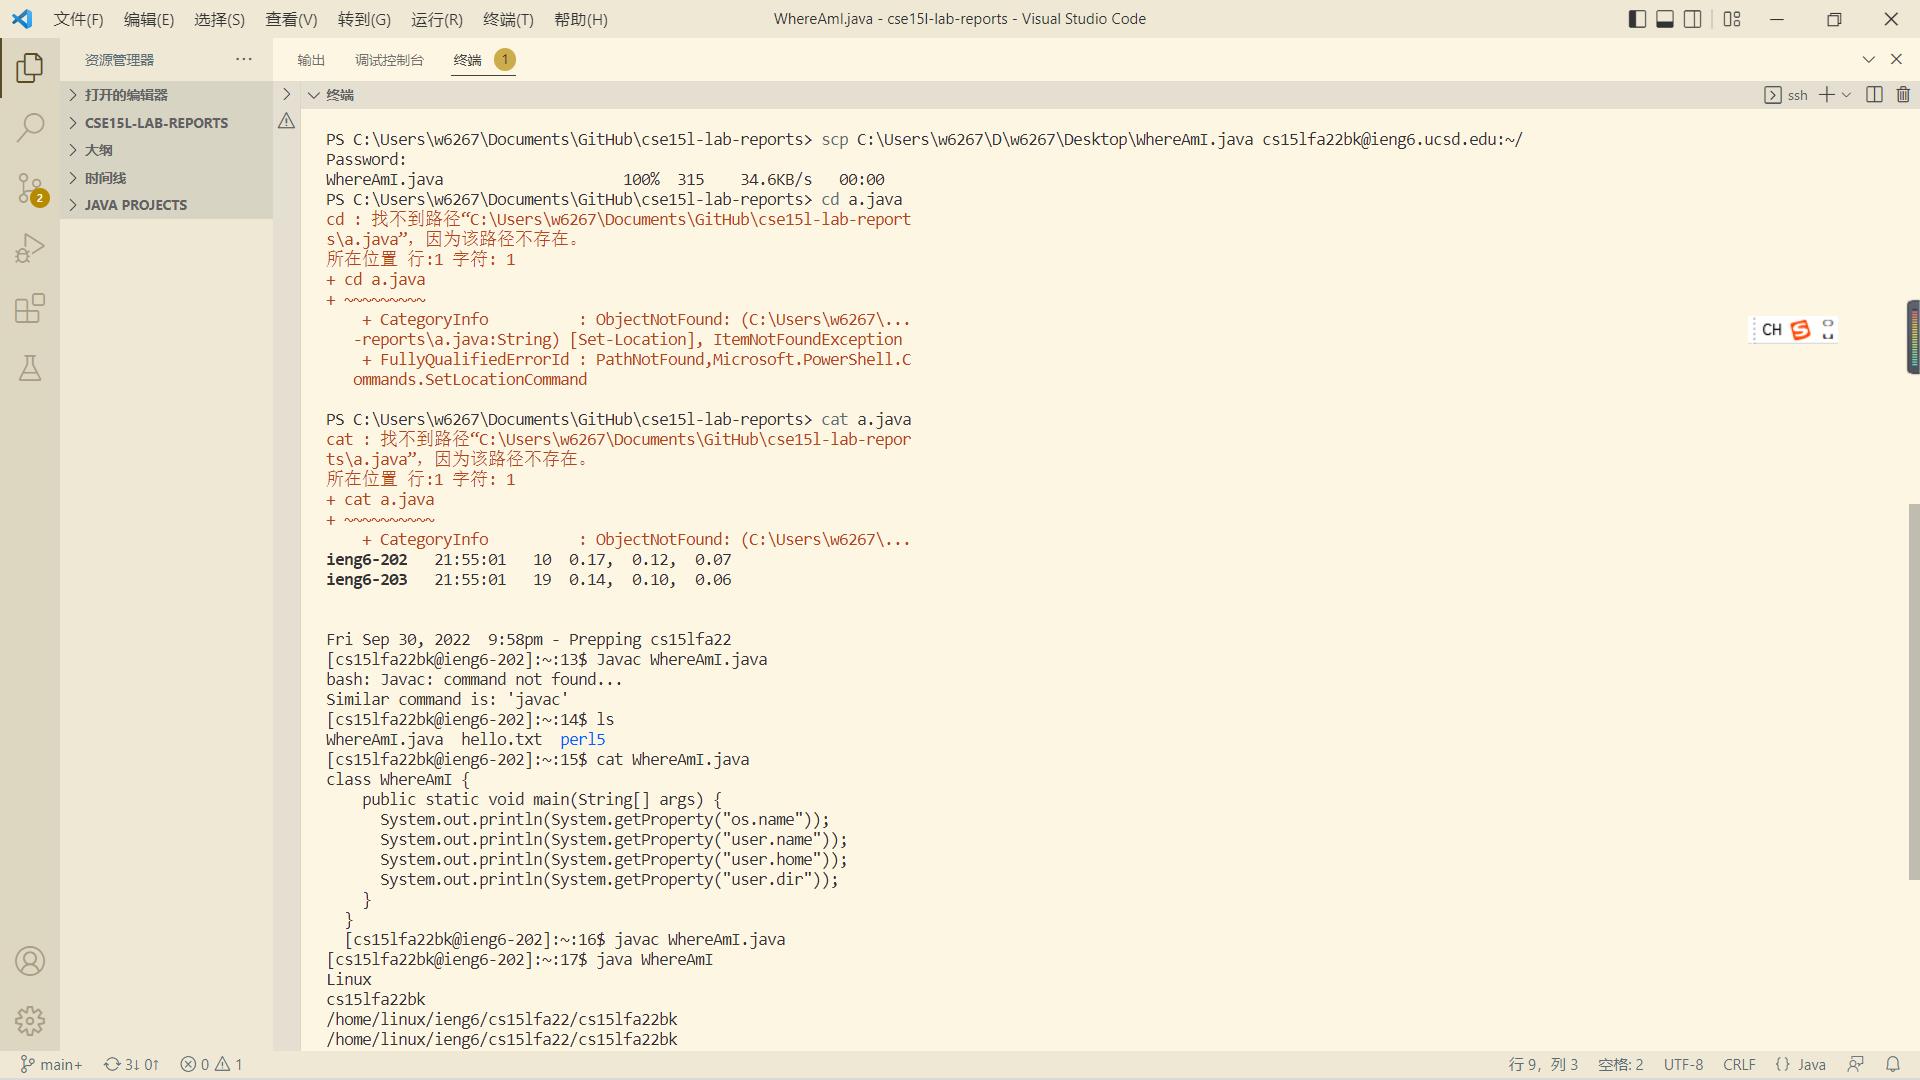 文件(F) 编辑(E) 选择(S) 查看(V) 转到(G) 运行(R) 终端(T) 帮助(H) WhereAmI.java - cse15l-lab-reports - Visual Studio Code
资源管理器 ··· 输出 调试控制台 终端 1
打开的编辑器
CSE15L-LAB-REPORTS
大纲
时间线
JAVA PROJECTS
2
终端 ssh
PS C:\Users\w6267\Documents\GitHub\cse15l-lab-reports> scp C:\Users\w6267\D\w6267\Desktop\WhereAmI.java cs15lfa22bk@ieng6.ucsd.edu:~/
Password:
WhereAmI.java 100% 315 34.6KB/s 00:00
PS C:\Users\w6267\Documents\GitHub\cse15l-lab-reports> cd a.java
cd : 找不到路径“C:\Users\w6267\Documents\GitHub\cse15l-lab-report
s\a.java”，因为该路径不存在。
所在位置 行:1 字符: 1
+ cd a.java
+ ~~~~~~~~~
+ CategoryInfo : ObjectNotFound: (C:\Users\w6267\...
-reports\a.java:String) [Set-Location], ItemNotFoundException
+ FullyQualifiedErrorId : PathNotFound,Microsoft.PowerShell.C
ommands.SetLocationCommand
PS C:\Users\w6267\Documents\GitHub\cse15l-lab-reports> cat a.java
cat : 找不到路径“C:\Users\w6267\Documents\GitHub\cse15l-lab-repor
ts\a.java”，因为该路径不存在。
所在位置 行:1 字符: 1
+ cat a.java
+ ~~~~~~~~~~
+ CategoryInfo : ObjectNotFound: (C:\Users\w6267\...
ieng6-202 21:55:01 10 0.17, 0.12, 0.07
ieng6-203 21:55:01 19 0.14, 0.10, 0.06
Fri Sep 30, 2022 9:58pm - Prepping cs15lfa22
[cs15lfa22bk@ieng6-202]:~:13$ Javac WhereAmI.java
bash: Javac: command not found...
Similar command is: 'javac'
[cs15lfa22bk@ieng6-202]:~:14$ ls
WhereAmI.java hello.txt perl5
[cs15lfa22bk@ieng6-202]:~:15$ cat WhereAmI.java
class WhereAmI {
public static void main(String[] args) {
System.out.println(System.getProperty("os.name"));
System.out.println(System.getProperty("user.name"));
System.out.println(System.getProperty("user.home"));
System.out.println(System.getProperty("user.dir"));
}
}
[cs15lfa22bk@ieng6-202]:~:16$ javac WhereAmI.java
[cs15lfa22bk@ieng6-202]:~:17$ java WhereAmI
Linux
cs15lfa22bk
/home/linux/ieng6/cs15lfa22/cs15lfa22bk
/home/linux/ieng6/cs15lfa22/cs15lfa22bk
CH S
main+ 3↓ 0↑ 0 1 行 9，列 3 空格: 2 UTF-8 CRLF {} Java